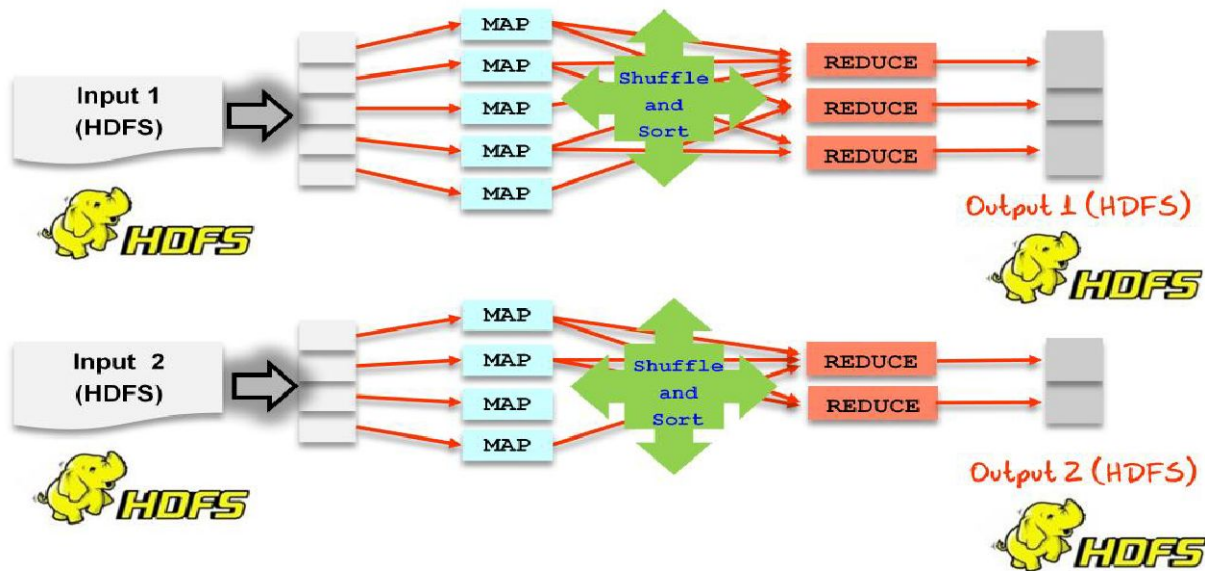 MAP
MAP
MAP
MAP
MAP
Input 1
(HDFS)
Shuffle
and
Sort
REDUCE
REDUCE
REDUCE
HDFS
Output 1 (HDFS)
HDFS
MAP
MAP
MAP
MAP
Input 2
(HDFS)
Shuffle
and
Sort
REDUCE
REDUCE
HDFS
Output 2 (HDFS)
HDFS